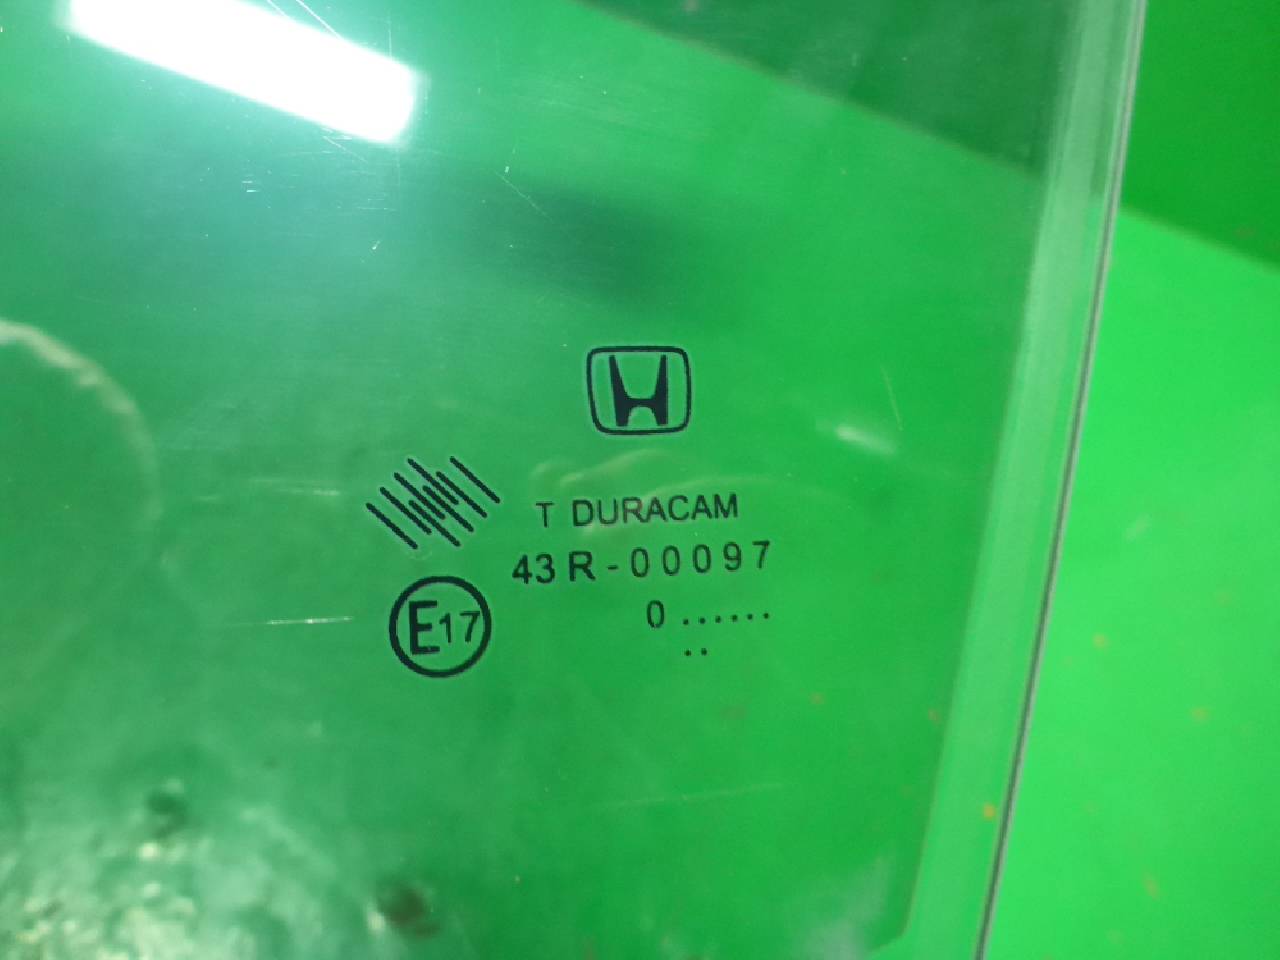 T DURACAM
43R-00097
E17
0 ......
..